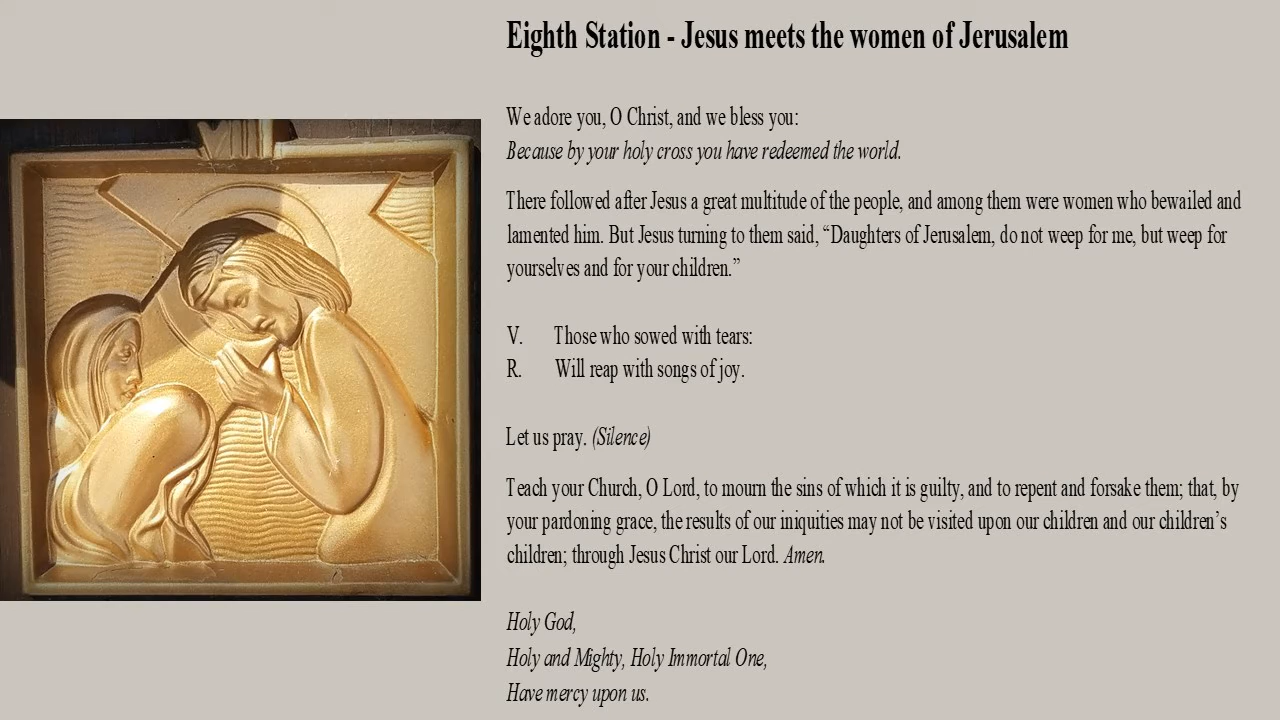 Eighth Station - Jesus meets the women of Jerusalem
We adore you, O Christ, and we bless you:
Because by your holy cross you have redeemed the world.
There followed after Jesus a great multitude of the people, and among them were women who bewailed and
lamented him. But Jesus turning to them said, “Daughters of Jerusalem, do not weep for me, but weep for
yourselves and for your children.”
V. Those who sowed with tears:
R. Will reap with songs of joy.
Let us pray. (Silence)
Teach your Church, O Lord, to mourn the sins of which it is guilty, and to repent and forsake them; that, by
your pardoning grace, the results of our iniquities may not be visited upon our children and our children’s
children; through Jesus Christ our Lord. Amen.
Holy God,
Holy and Mighty, Holy Immortal One,
Have mercy upon us.